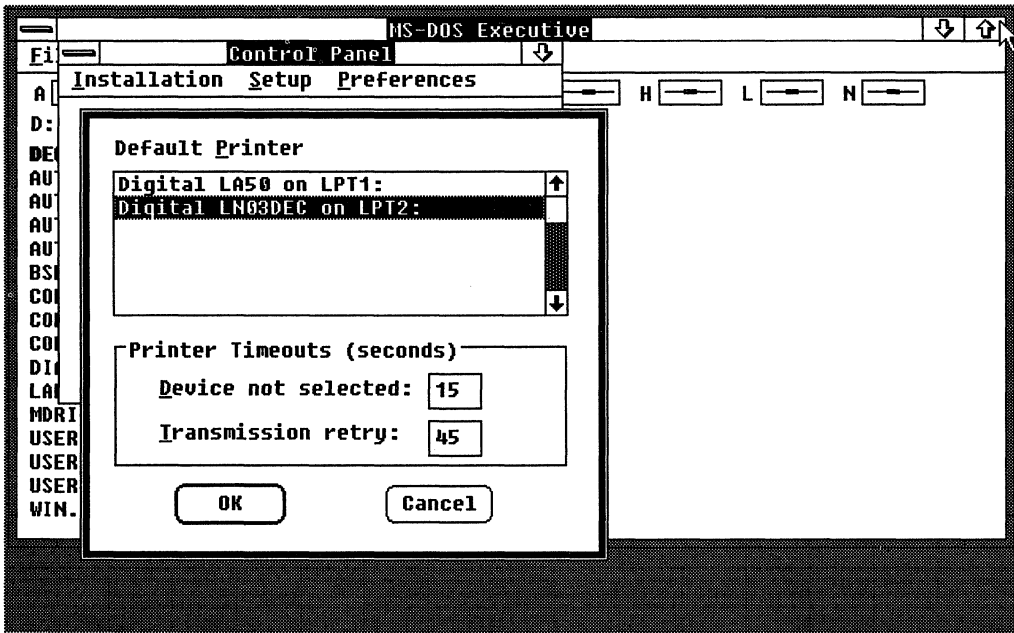 MS-DOS Executive
Fi
Control Panel
Installation Setup Preferences
A H L N
D:
Default Printer
Digital LA50 on LPT1:
Digital LN03DEC on LPT2:
AU
AU
AU
AU
BS
CO
CO
CO
Printer Timeouts (seconds)
DI
Device not selected: 15
LA
MDRI
Transmission retry: 45
USER
USER
USER
WIN.
OK Cancel